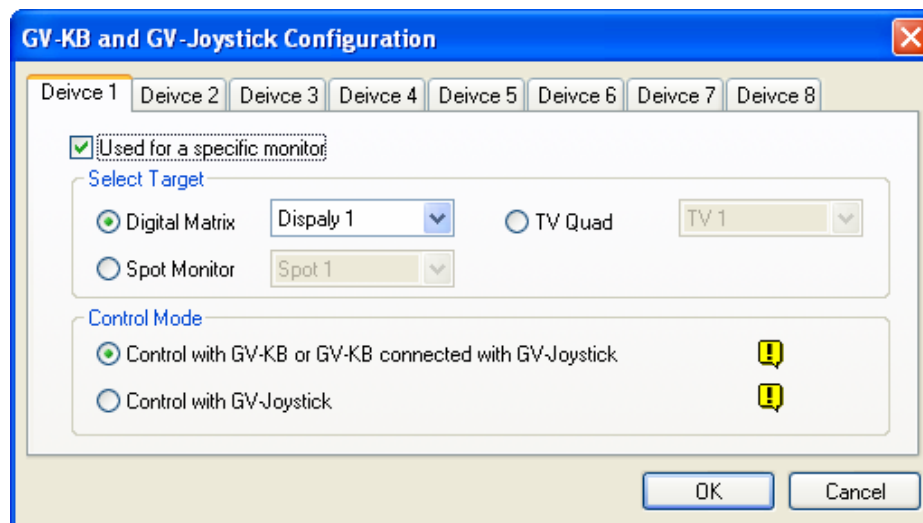 GV-KB and GV-Joystick Configuration
Deivce 1 Deivce 2 Deivce 3 Deivce 4 Deivce 5 Deivce 6 Deivce 7 Deivce 8
Used for a specific monitor
Select Target
Digital Matrix Dispaly 1 TV Quad TV 1
Spot Monitor Spot 1
Control Mode
Control with GV-KB or GV-KB connected with GV-Joystick !
Control with GV-Joystick !
OK Cancel